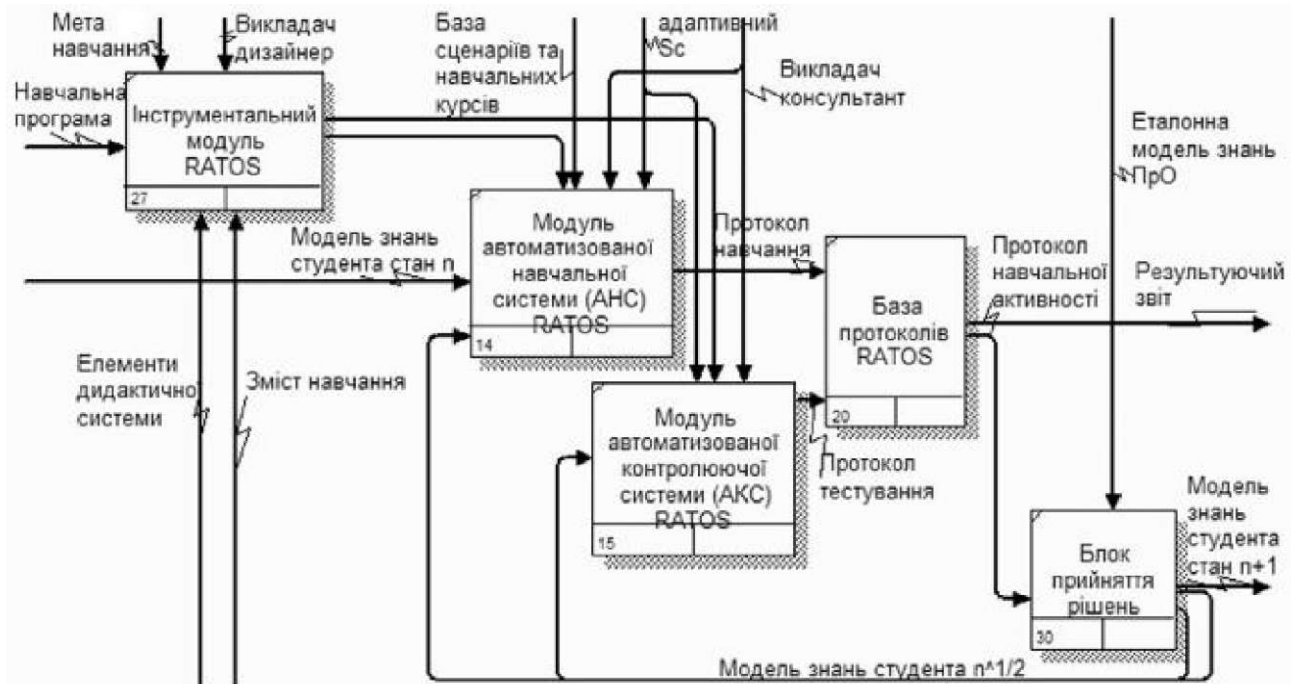 Мета
навчання
Викладач
дизайнер
База
сценаріїв та
навчальних
курсів
адаптивний
Sc
Викладач
консультант
Навчальна
програма
Інструментальний
модуль
RATOS
27
Еталонна
модель знань
ПрО
Модель знань
студента стан n
Модуль
автоматизованої
навчальної
системи (АНС)
RATOS
14
Протокол
навчання
База
протоколів
RATOS
20
Протокол
навчальної
активності
Результуючий
звіт
Елементи
дидактично
системи
Зміст навчання
Модуль
автоматизованої
контролюючої
системи (АКС)
RATOS
15
Протокол
тестування
Модель
знань
студента
стан n+1
Блок
прийняття
рішень
30
Модель знань студента n^1/2